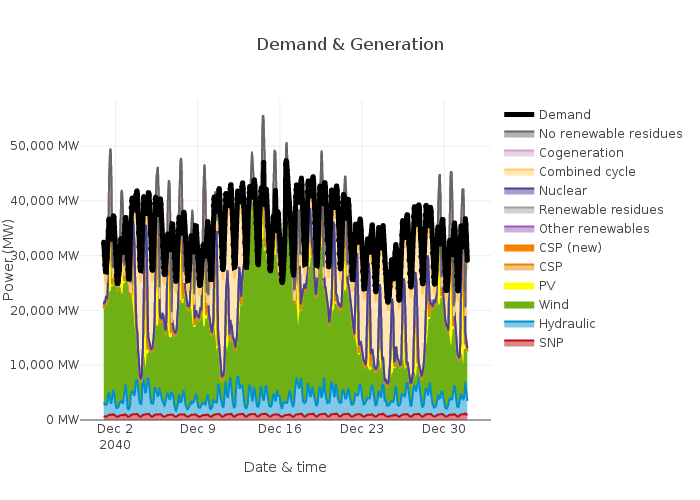 Demand & Generation
50,000 MW
40,000 MW
30,000 MW
20,000 MW
10,000 MW
0 MW
Power (MW)
Dec 2
2040
Dec 9
Dec 16
Dec 23
Dec 30
Date & time
Demand
No renewable residues
Cogeneration
Combined cycle
Nuclear
Renewable residues
Other renewables
CSP (new)
CSP
PV
Wind
Hydraulic
SNP